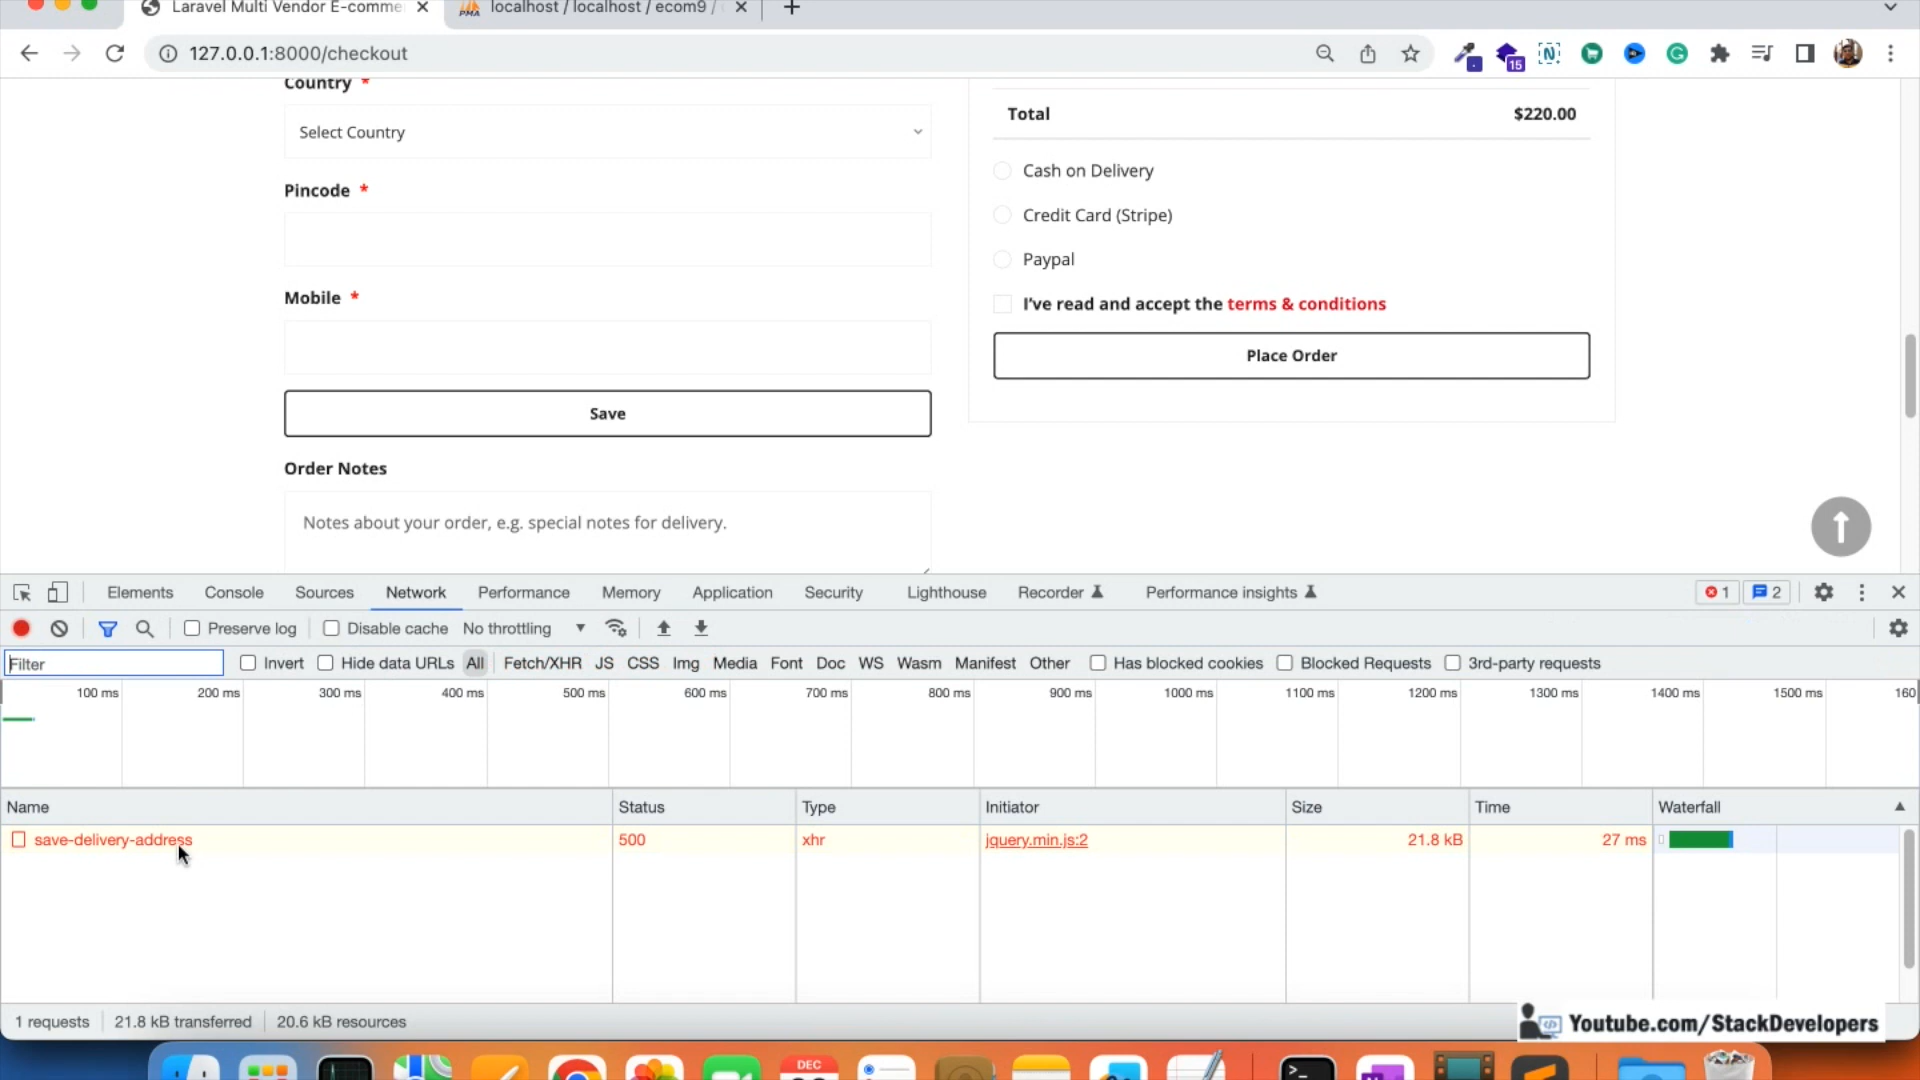 Laravel Multi Vendor E-comme
localhost / localhost / ecom9 /
127.0.0.1:8000/checkout
15
Country *
Select Country
Pincode *
Mobile *
Save
Order Notes
Notes about your order, e.g. special notes for delivery.
Total $220.00
Cash on Delivery
Credit Card (Stripe)
Paypal
I've read and accept the terms & conditions
Place Order
Elements Console Sources Network Performance Memory Application Security Lighthouse Recorder Performance insights 1 2
Preserve log Disable cache No throttling
Filter Invert Hide data URLs All Fetch/XHR JS CSS Img Media Font Doc WS Wasm Manifest Other Has blocked cookies Blocked Requests 3rd-party requests
100 ms 200 ms 300 ms 400 ms 500 ms 600 ms 700 ms 800 ms 900 ms 1000 ms 1100 ms 1200 ms 1300 ms 1400 ms 1500 ms 160
Name Status Type Initiator Size Time Waterfall
save-delivery-address 500 xhr jquery.min.js:2 21.8 kB 27 ms
1 requests 21.8 kB transferred 20.6 kB resources
Youtube.com/StackDevelopers
DEC